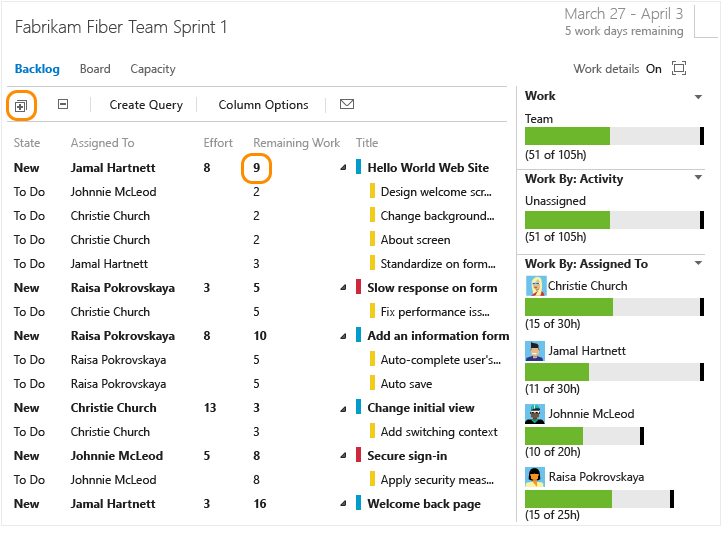 Fabrikam Fiber Team Sprint 1
March 27 - April 3
5 work days remaining
Backlog Board Capacity
Work details On
Create Query Column Options
State Assigned To Effort Remaining Work Title
New Jamal Hartnett 8 9 Hello World Web Site
To Do Johnnie McLeod 2 Design welcome scr...
To Do Christie Church 2 Change background...
To Do Christie Church 2 About screen
To Do Jamal Hartnett 3 Standardize on form...
New Raisa Pokrovskaya 3 5 Slow response on form
To Do Christie Church 5 Fix performance iss...
New Raisa Pokrovskaya 8 10 Add an information form
To Do Raisa Pokrovskaya 5 Auto-complete user's...
To Do Raisa Pokrovskaya 5 Auto save
New Christie Church 13 3 Change initial view
To Do Christie Church 3 Add switching context
New Johnnie McLeod 5 8 Secure sign-in
To Do Johnnie McLeod 8 Apply security meas...
New Jamal Hartnett 3 16 Welcome back page
Work
Team
(51 of 105h)
Work By: Activity
Unassigned
(51 of 105h)
Work By: Assigned To
Christie Church
(15 of 30h)
Jamal Hartnett
(11 of 30h)
Johnnie McLeod
(10 of 20h)
Raisa Pokrovskaya
(15 of 25h)